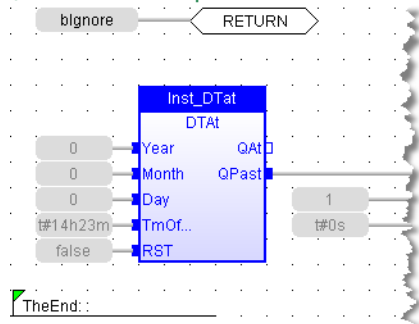 bIgnore RETURN
Inst_DTat
DTAt
0 Year QAt
0 Month QPast
0 Day 1
t#14h23m TmOf... t#0s
false RST
TheEnd: :